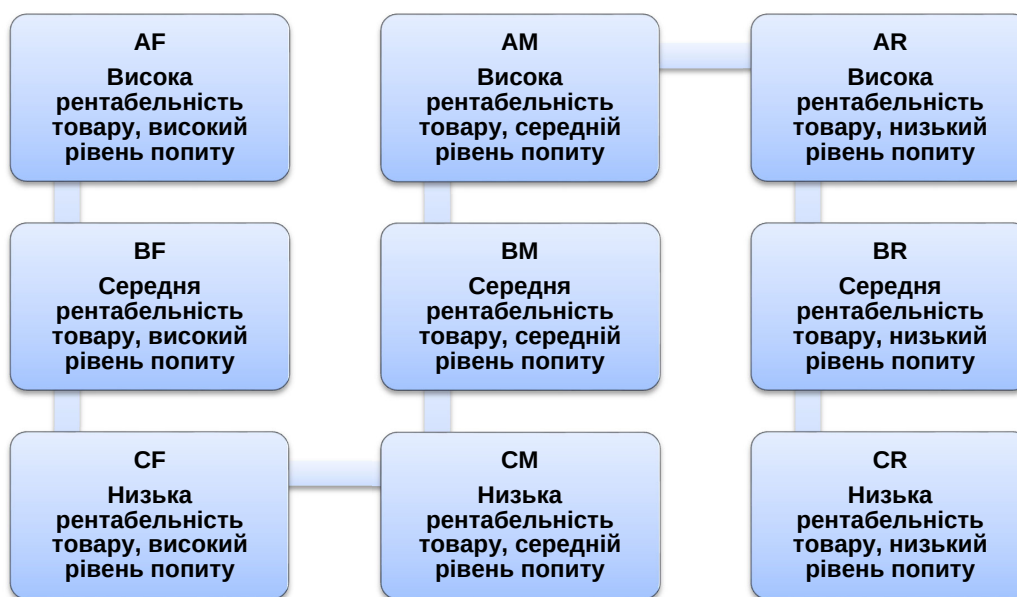 AF
Висока
рентабельність
товару, високий
рівень попиту
AM
Висока
рентабельність
товару, середній
рівень попиту
AR
Висока
рентабельність
товару, низький
рівень попиту
BF
Середня
рентабельність
товару, високий
рівень попиту
BM
Середня
рентабельність
товару, середній
рівень попиту
BR
Середня
рентабельність
товару, низький
рівень попиту
CF
Низька
рентабельність
товару, високий
рівень попиту
CM
Низька
рентабельність
товару, середній
рівень попиту
CR
Низька
рентабельність
товару, низький
рівень попиту